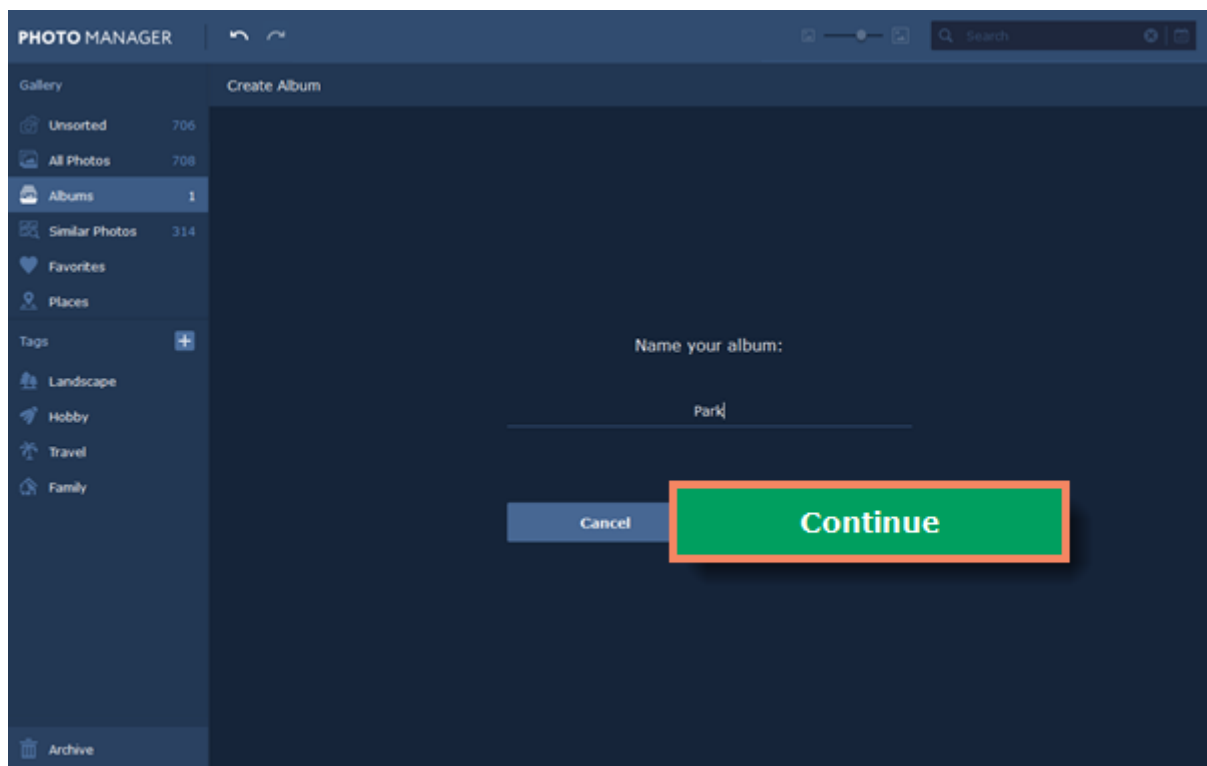 PHOTO MANAGER
Search
Gallery
Create Album
Unsorted 706
All Photos 708
Albums 1
Similar Photos 314
Favorites
Places
Tags
Name your album:
Landscape
Park
Hobby
Travel
Family
Cancel Continue
Archive